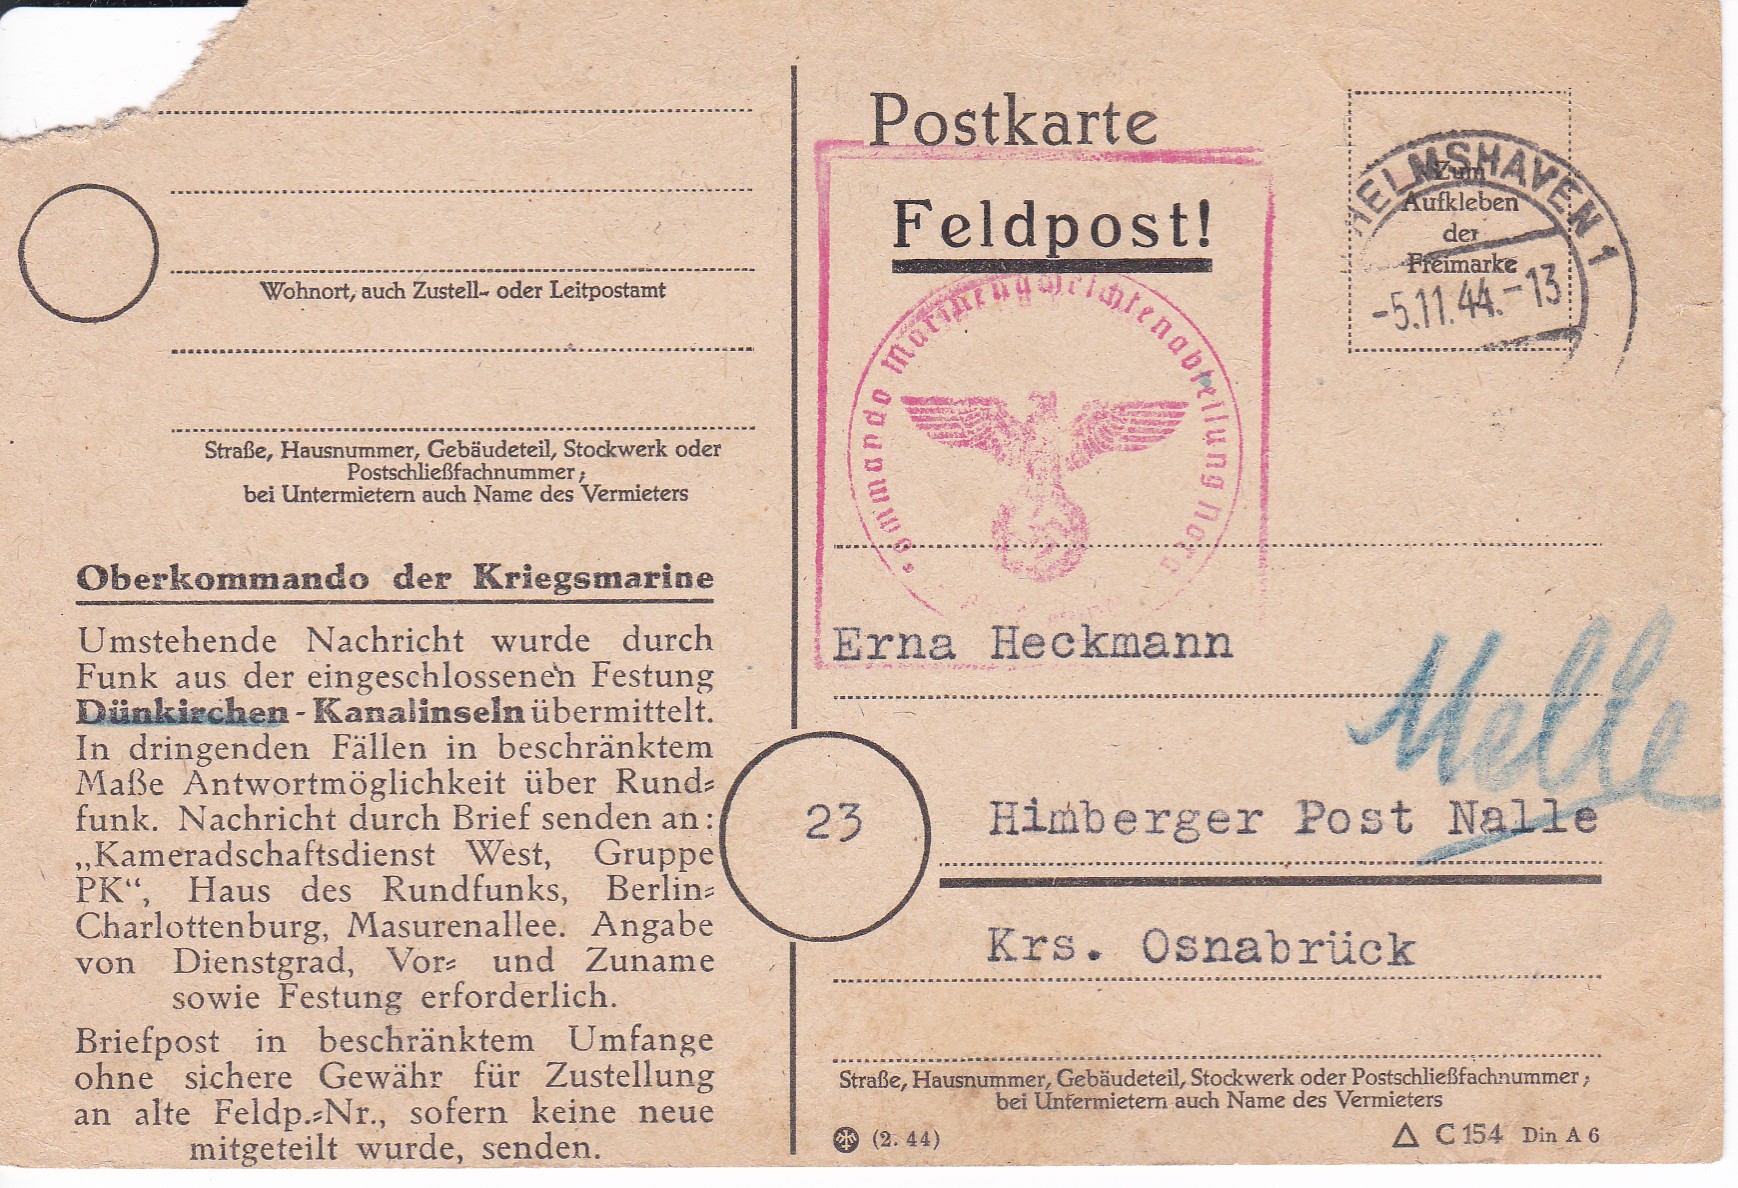 Wohnort, auch Zustell- oder Leitpostamt
Straße, Hausnummer, Gebäudeteil, Stockwerk oder
Postschließfachnummer;
bei Untermietern auch Name des Vermieters
Oberkommando der Kriegsmarine
Umstehende Nachricht wurde durch
Funk aus der eingeschlossenen Festung
Dünkirchen - Kanalinseln übermittelt.
In dringenden Fällen in beschränktem
Maße Antwortmöglichkeit über Rund=
funk. Nachricht durch Brief senden an:
„Kameradschaftsdienst West, Gruppe
PK“, Haus des Rundfunks, Berlin=
Charlottenburg, Masurenallee. Angabe
von Dienstgrad, Vor= und Zuname
sowie Festung erforderlich.
Briefpost in beschränktem Umfange
ohne sichere Gewähr für Zustellung
an alte Feldp.=Nr., sofern keine neue
mitgeteilt wurde, senden.
Postkarte
Feldpost!
Zum
Aufkleben
der
Freimarke
HELMSHAVEN 1
-5.11.44.-13
ommando Marinenachrichtenabteilung Nord
Erna Heckmann
Melle
23
Himberger Post Nalle
Krs. Osnabrück
Straße, Hausnummer, Gebäudeteil, Stockwerk oder Postschließfachnummer;
bei Untermietern auch Name des Vermieters
(2. 44)
C 154 Din A 6